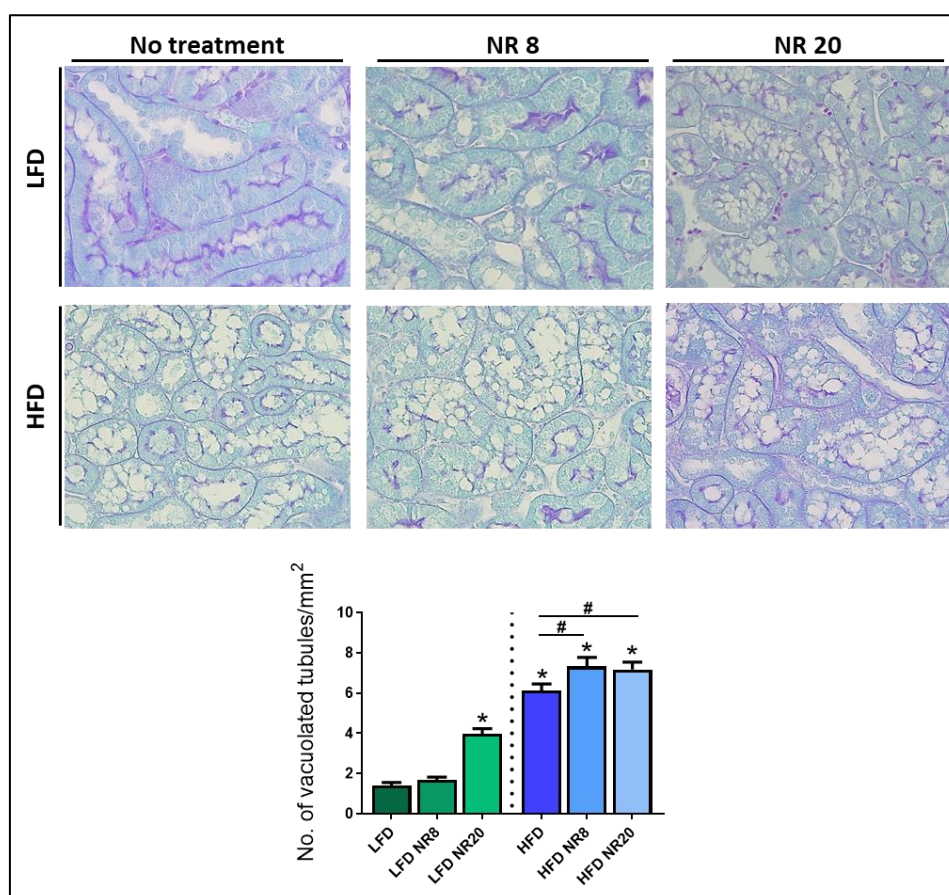 No treatment
NR 8
NR 20
LFD
HFD
No. of vacuolated tubules/mm²
10
8
6
4
2
0
*
*
*
*
#
#
LFD
LFD NR8
LFD NR20
HFD
HFD NR8
HFD NR20